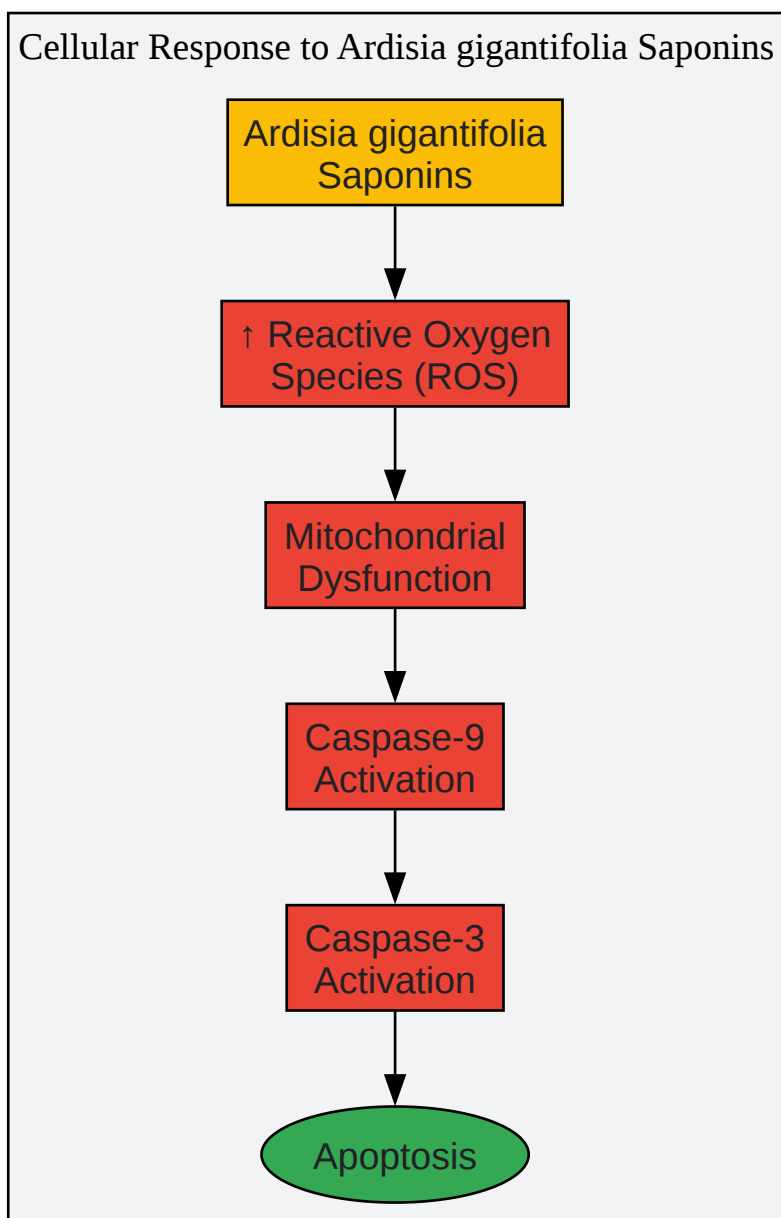 Cellular Response to Ardisia gigantifolia Saponins
Ardisia gigantifolia
Saponins
↑ Reactive Oxygen
Species (ROS)
Mitochondrial
Dysfunction
Caspase-9
Activation
Caspase-3
Activation
Apoptosis